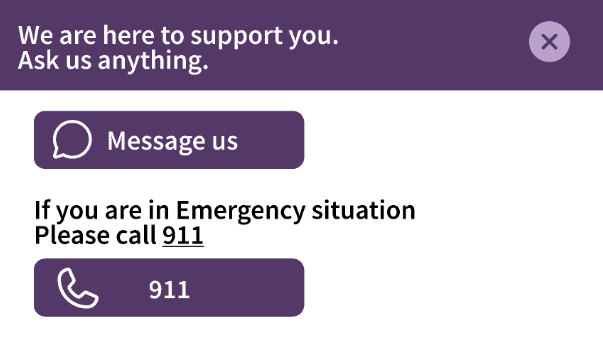 We are here to support you.
Ask us anything.
Message us
If you are in Emergency situation
Please call 911
911